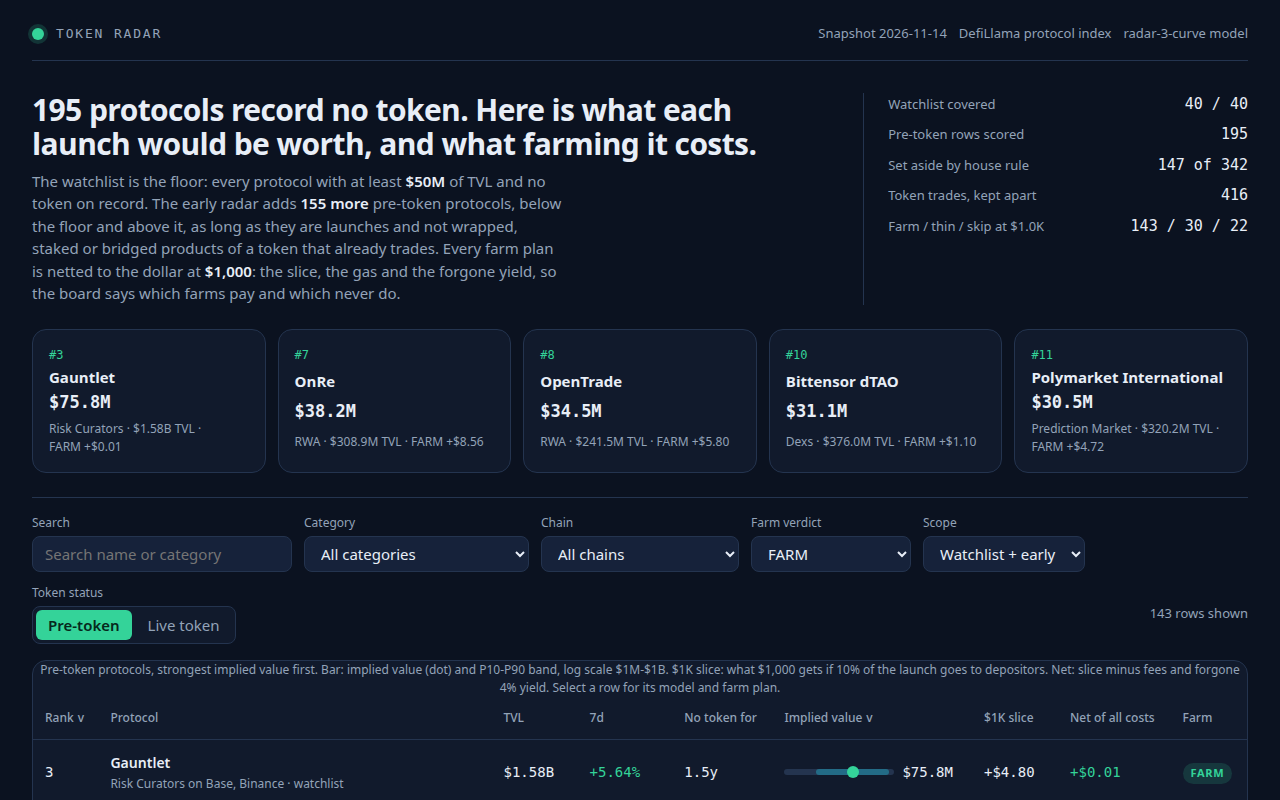 TOKEN RADAR
Snapshot 2026-11-14 DefiLlama protocol index radar-3-curve model
195 protocols record no token. Here is what each
launch would be worth, and what farming it costs.
The watchlist is the floor: every protocol with at least $50M of TVL and no
token on record. The early radar adds 155 more pre-token protocols, below
the floor and above it, as long as they are launches and not wrapped,
staked or bridged products of a token that already trades. Every farm plan
is netted to the dollar at $1,000: the slice, the gas and the forgone yield, so
the board says which farms pay and which never do.
Watchlist covered 40 / 40
Pre-token rows scored 195
Set aside by house rule 147 of 342
Token trades, kept apart 416
Farm / thin / skip at $1.0K 143 / 30 / 22
#3
Gauntlet
$75.8M
Risk Curators · $1.58B TVL ·
FARM +$0.01
#7
OnRe
$38.2M
RWA · $308.9M TVL · FARM +$8.56
#8
OpenTrade
$34.5M
RWA · $241.5M TVL · FARM +$5.80
#10
Bittensor dTAO
$31.1M
Dexs · $376.0M TVL · FARM +$1.10
#11
Polymarket International
$30.5M
Prediction Market · $320.2M TVL ·
FARM +$4.72
Search Category Chain Farm verdict Scope
Search name or category All categories All chains FARM Watchlist + early
Token status
Pre-token Live token
143 rows shown
Pre-token protocols, strongest implied value first. Bar: implied value (dot) and P10-P90 band, log scale $1M-$1B. $1K slice: what $1,000 gets if 10% of the launch goes to depositors. Net: slice minus fees and forgone
4% yield. Select a row for its model and farm plan.
Rank v Protocol TVL 7d No token for Implied value v $1K slice Net of all costs Farm
3 Gauntlet $1.58B +5.64% 1.5y $75.8M +$4.80 +$0.01 FARM
Risk Curators on Base, Binance · watchlist